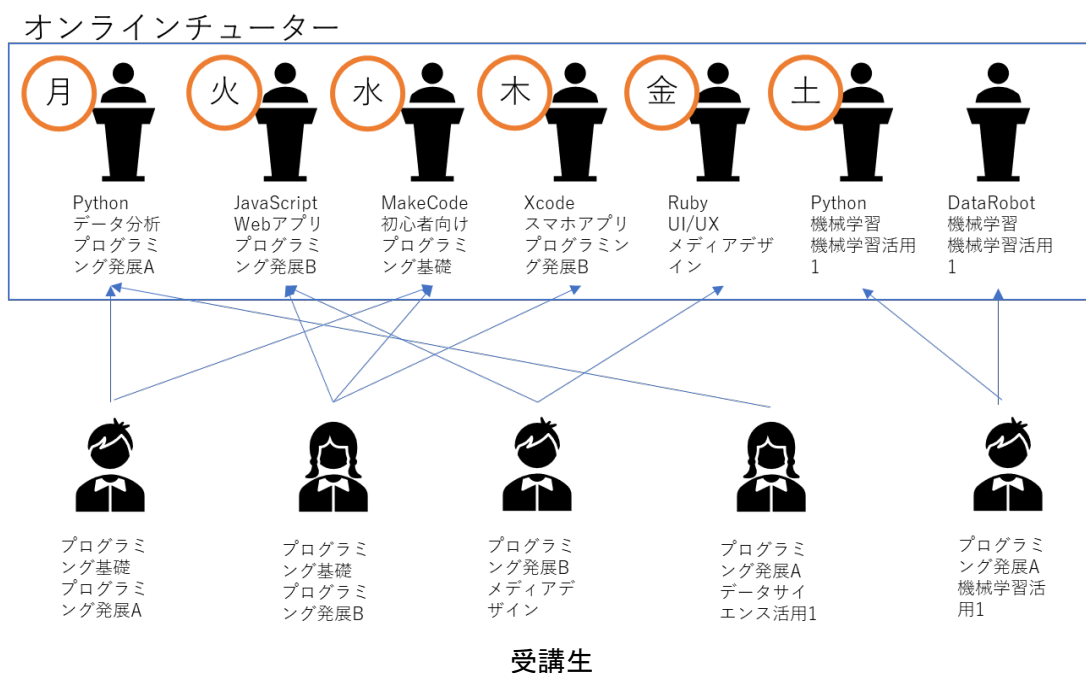 オンラインチューター
月
火
水
木
金
土
Python
データ分析
プログラミ
ング発展A
JavaScript
Webアプリ
プログラミ
ング発展B
MakeCode
初心者向け
プログラミ
ング基礎
Xcode
スマホアプリ
プログラミン
グ発展B
Ruby
UI/UX
メディアデザ
イン
Python
機械学習
機械学習活用
1
DataRobot
機械学習
機械学習活用
1
プログラミ
ング基礎
プログラミ
ング発展A
プログラミ
ング基礎
プログラミ
ング発展B
プログラミ
ング発展B
メディアデ
ザイン
プログラミ
ング発展A
データサイ
エンス活用1
プログラミ
ング発展A
機械学習活
用1
受講生